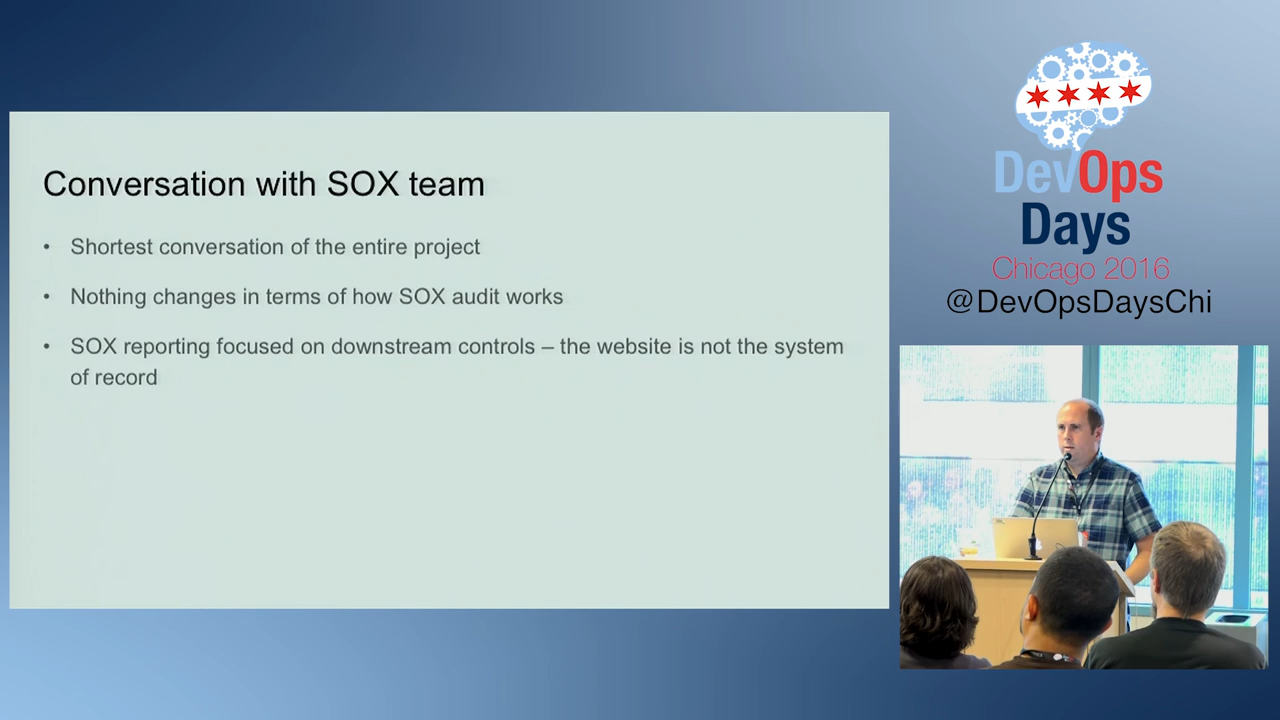 Conversation with SOX team
• Shortest conversation of the entire project
• Nothing changes in terms of how SOX audit works
• SOX reporting focused on downstream controls – the website is not the system
of record
DevOps
Days
Chicago 2016
@DevOpsDaysChi